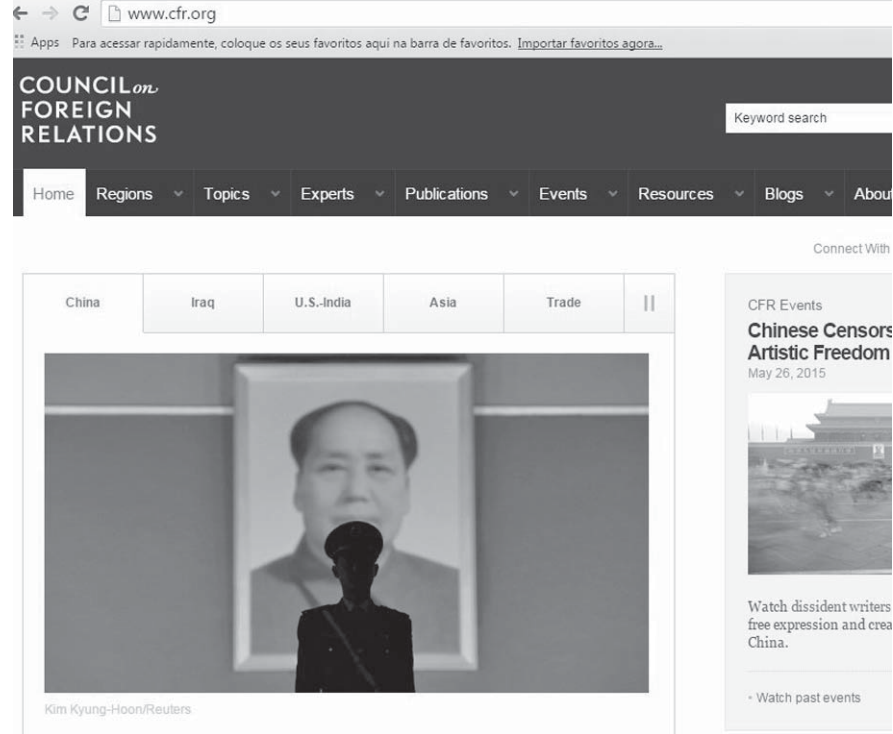 www.cfr.org
Apps Para acessar rapidamente, coloque os seus favoritos aqui na barra de favoritos. Importar favoritos agora...
COUNCIL on
FOREIGN
RELATIONS
Keyword search
Home Regions Topics Experts Publications Events Resources Blogs About
Connect With
China Iraq U.S.-India Asia Trade
Kim Kyung-Hoon/Reuters
CFR Events
Chinese Censors
Artistic Freedom
May 26, 2015
Watch dissident writers
free expression and crea
China.
Watch past events